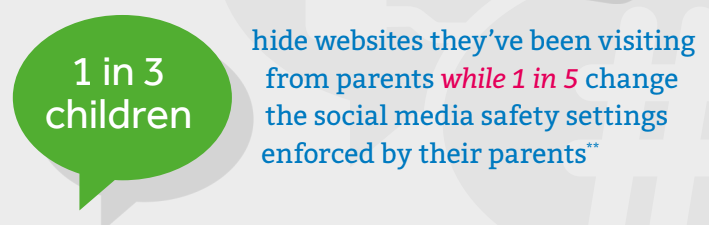 1 in 3
children
hide websites they've been visiting
from parents while 1 in 5 change
the social media safety settings
enforced by their parents**